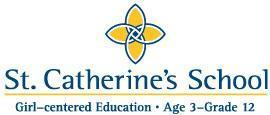 St. Catherine's School
Girl–centered Education • Age 3–Grade 12